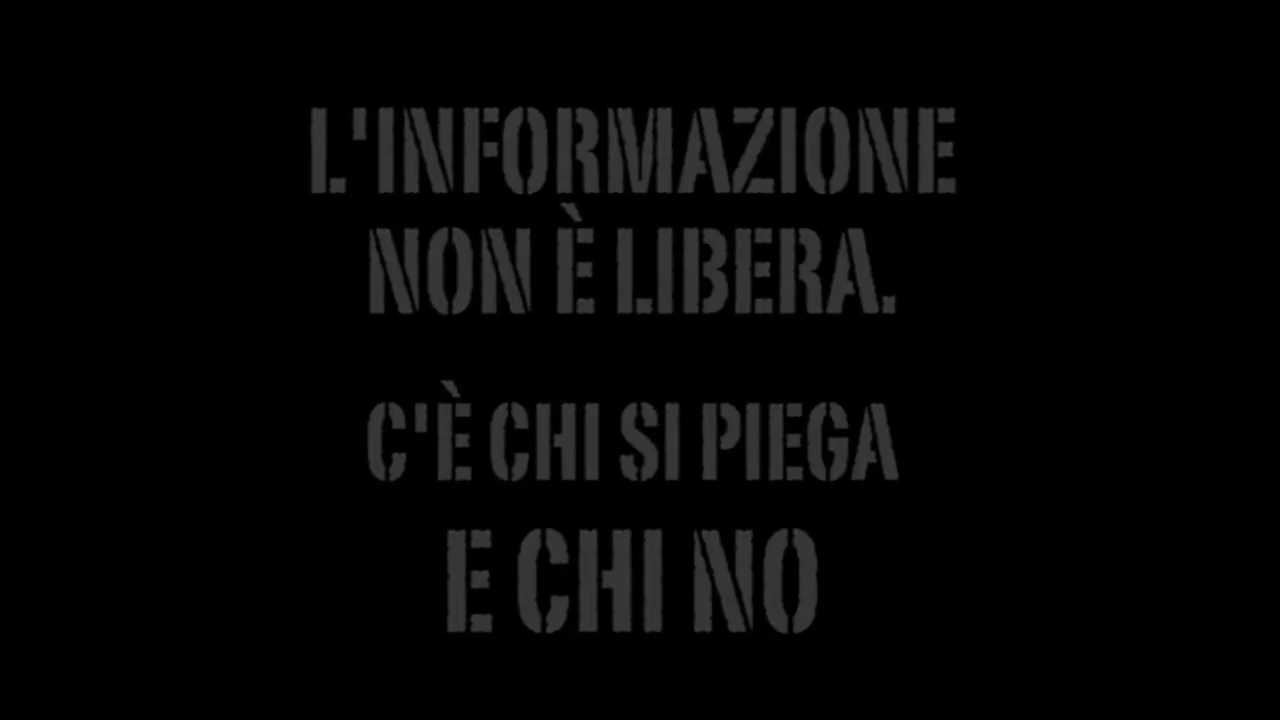 L'INFORMAZIONE
NON È LIBERA.
C'È CHI SI PIEGA
E CHI NO